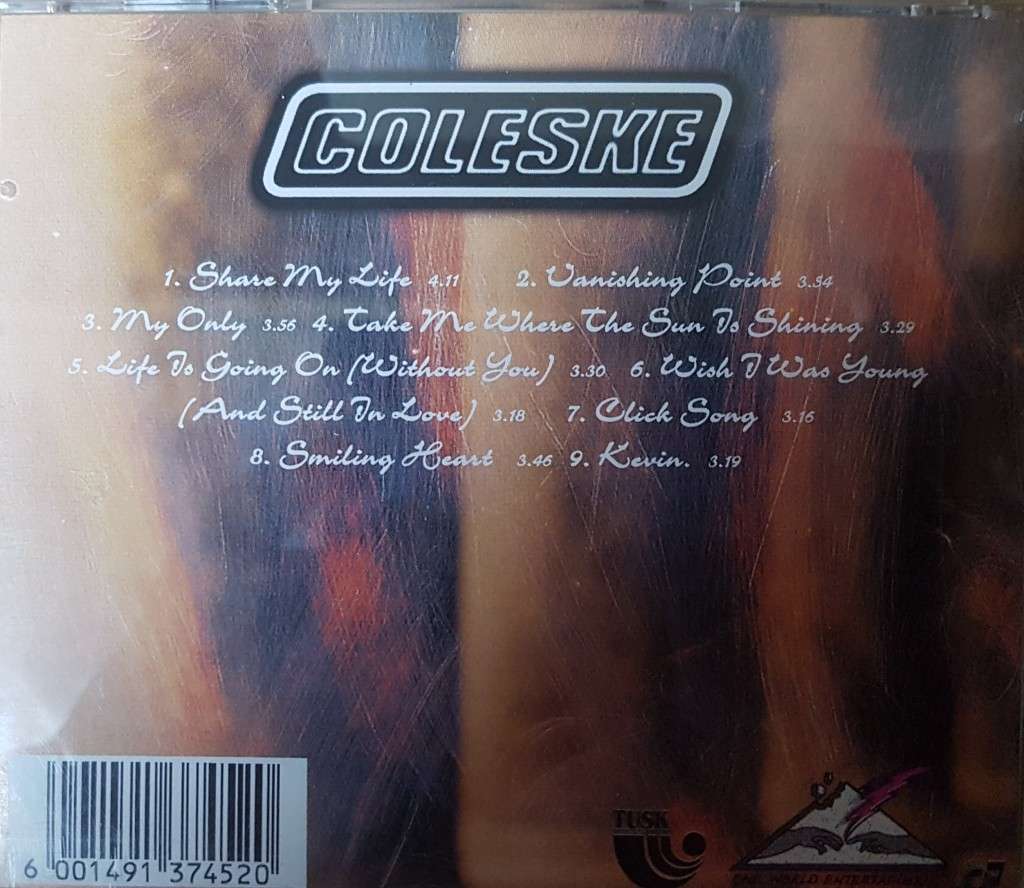 COLESKE
1. Share My Life 4.11 2. Vanishing Point 3.54
3. My Only 3.56 4. Take Me Where The Sun Is Shining 3.29
5. Life Is Going On (Without You) 3.30 6. Wish I Was Young
(And Still In Love) 3.18 7. Click Song 3.16
8. Smiling Heart 3.46 9. Kevin. 3.19
TUSK
ONE WORLD ENTERTAINMENT
6 001491 374520